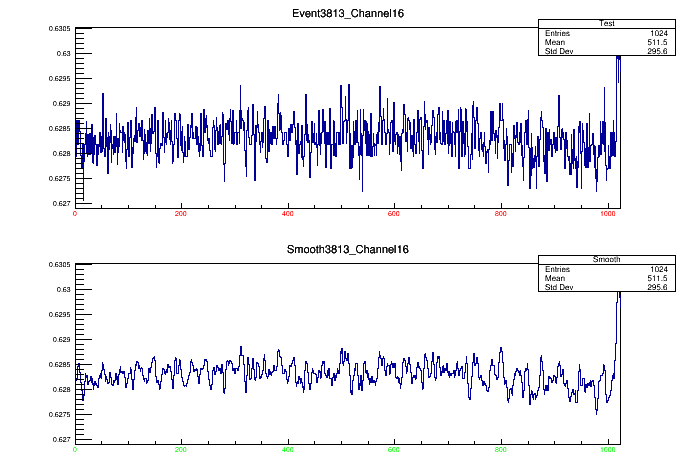 Event3813_Channel16
Test
Entries 1024
Mean 511.5
Std Dev 295.6
0.6305
0.63
0.6295
0.629
0.6285
0.628
0.6275
0.627
0 200 400 600 800 1000
Smooth3813_Channel16
Smooth
Entries 1024
Mean 511.5
Std Dev 295.6
0.6305
0.63
0.6295
0.629
0.6285
0.628
0.6275
0.627
0 200 400 600 800 1000